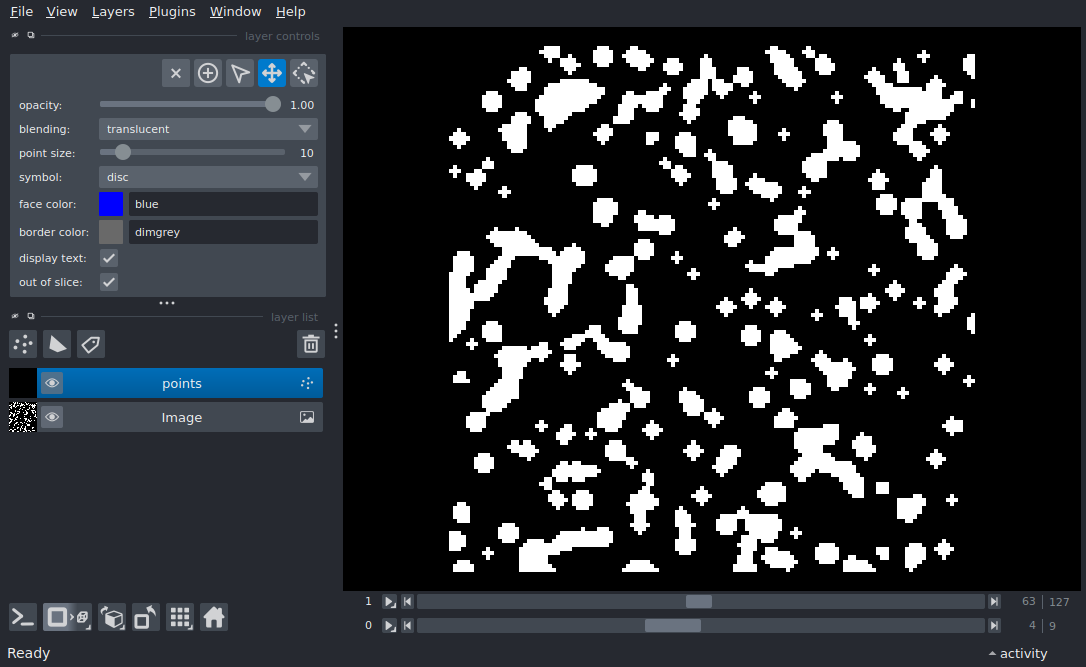 File View Layers Plugins Window Help
layer controls
opacity: 1.00
blending: translucent
point size: 10
symbol: disc
face color: blue
border color: dimgrey
display text:
out of slice:
layer list
points
Image
1 63 127
0 4 9
Ready activity